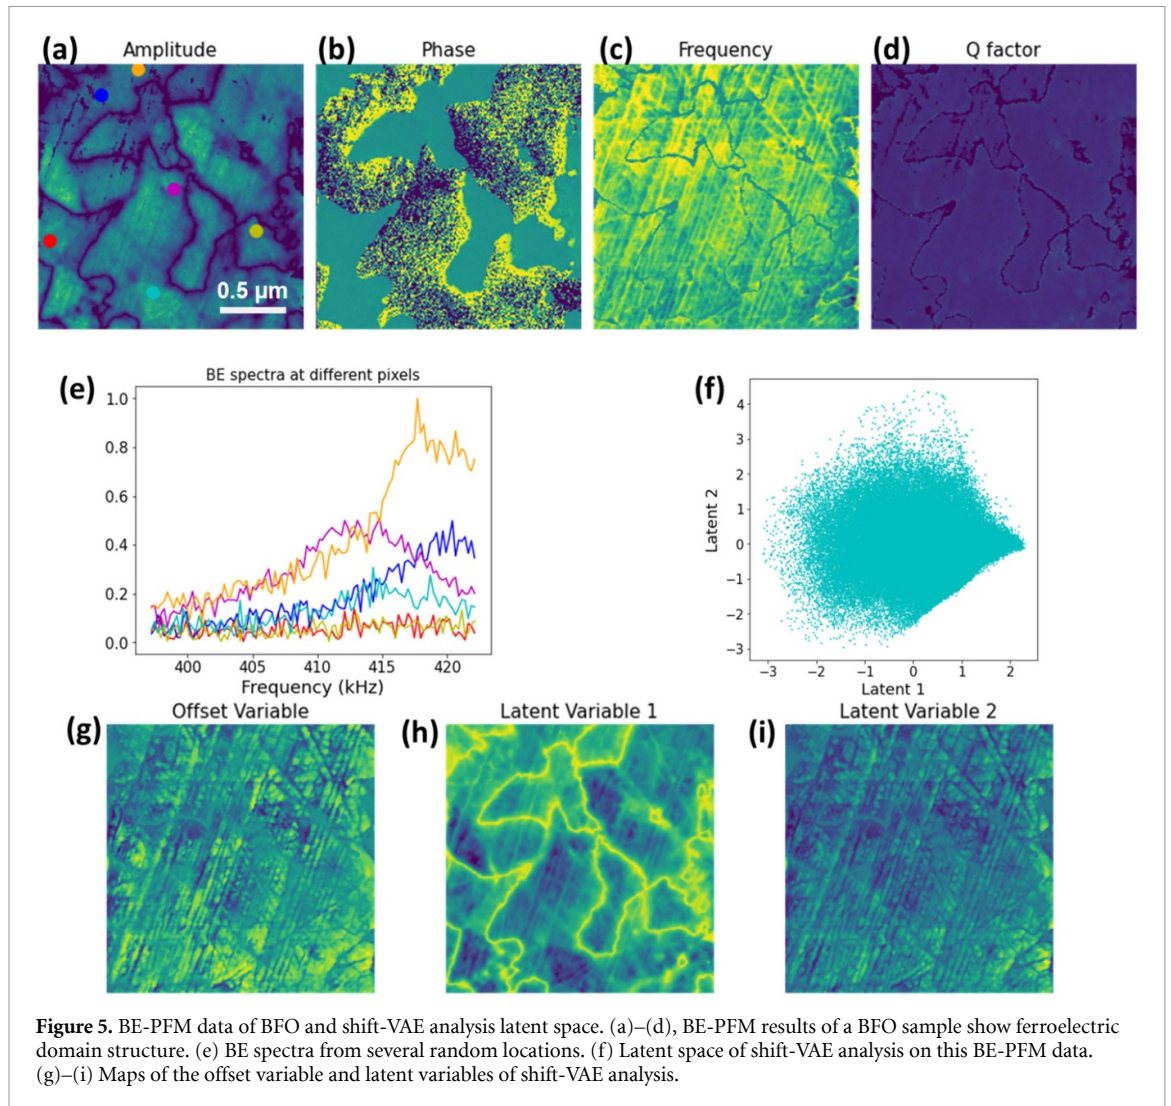 (a) Amplitude
(b) Phase
(c) Frequency
(d) Q factor
0.5 μm
(e) BE spectra at different pixels
1.0
0.8
0.6
0.4
0.2
0.0
400 405 410 415 420
Frequency (kHz)
(f)
4
3
2
1
0
−1
−2
−3
Latent 2
−3 −2 −1 0 1 2
Latent 1
(g) Offset Variable
(h) Latent Variable 1
(i) Latent Variable 2
Figure 5. BE-PFM data of BFO and shift-VAE analysis latent space. (a)–(d), BE-PFM results of a BFO sample show ferroelectric
domain structure. (e) BE spectra from several random locations. (f) Latent space of shift-VAE analysis on this BE-PFM data.
(g)–(i) Maps of the offset variable and latent variables of shift-VAE analysis.